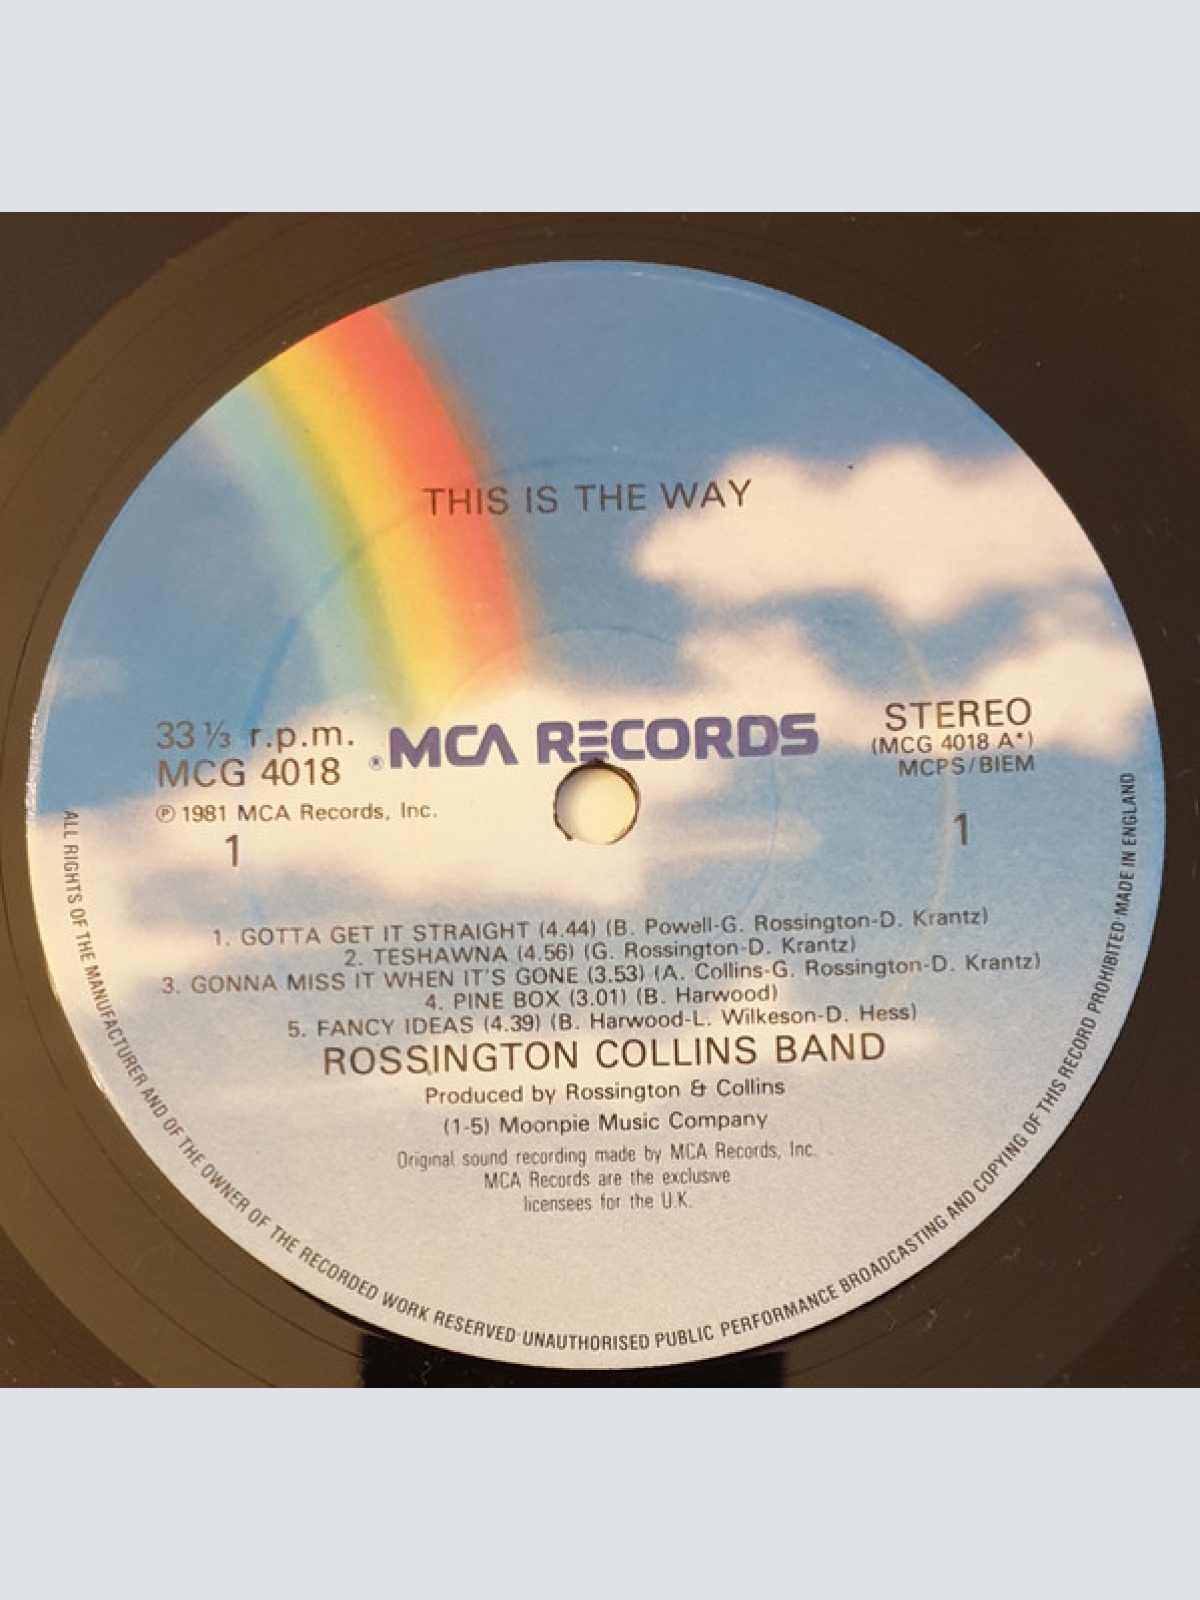 THIS IS THE WAY
33 ⅓ r.p.m.
MCG 4018
℗ 1981 MCA Records, Inc.
1
® MCA RECORDS
STEREO
(MCG 4018 A*)
MCPS/BIEM
1
1. GOTTA GET IT STRAIGHT (4.44) (B. Powell-G. Rossington-D. Krantz)
2. TESHAWNA (4.56) (G. Rossington-D. Krantz)
3. GONNA MISS IT WHEN IT'S GONE (3.53) (A. Collins-G. Rossington-D. Krantz)
4. PINE BOX (3.01) (B. Harwood)
5. FANCY IDEAS (4.39) (B. Harwood-L. Wilkeson-D. Hess)
ROSSINGTON COLLINS BAND
Produced by Rossington & Collins
(1-5) Moonpie Music Company
Original sound recording made by MCA Records, Inc.
MCA Records are the exclusive
licensees for the U.K.
ALL RIGHTS OF THE MANUFACTURER AND OF THE OWNER OF THE RECORDED WORK RESERVED·UNAUTHORISED PUBLIC PERFORMANCE BROADCASTING AND COPYING OF THIS RECORD PROHIBITED·MADE IN ENGLAND